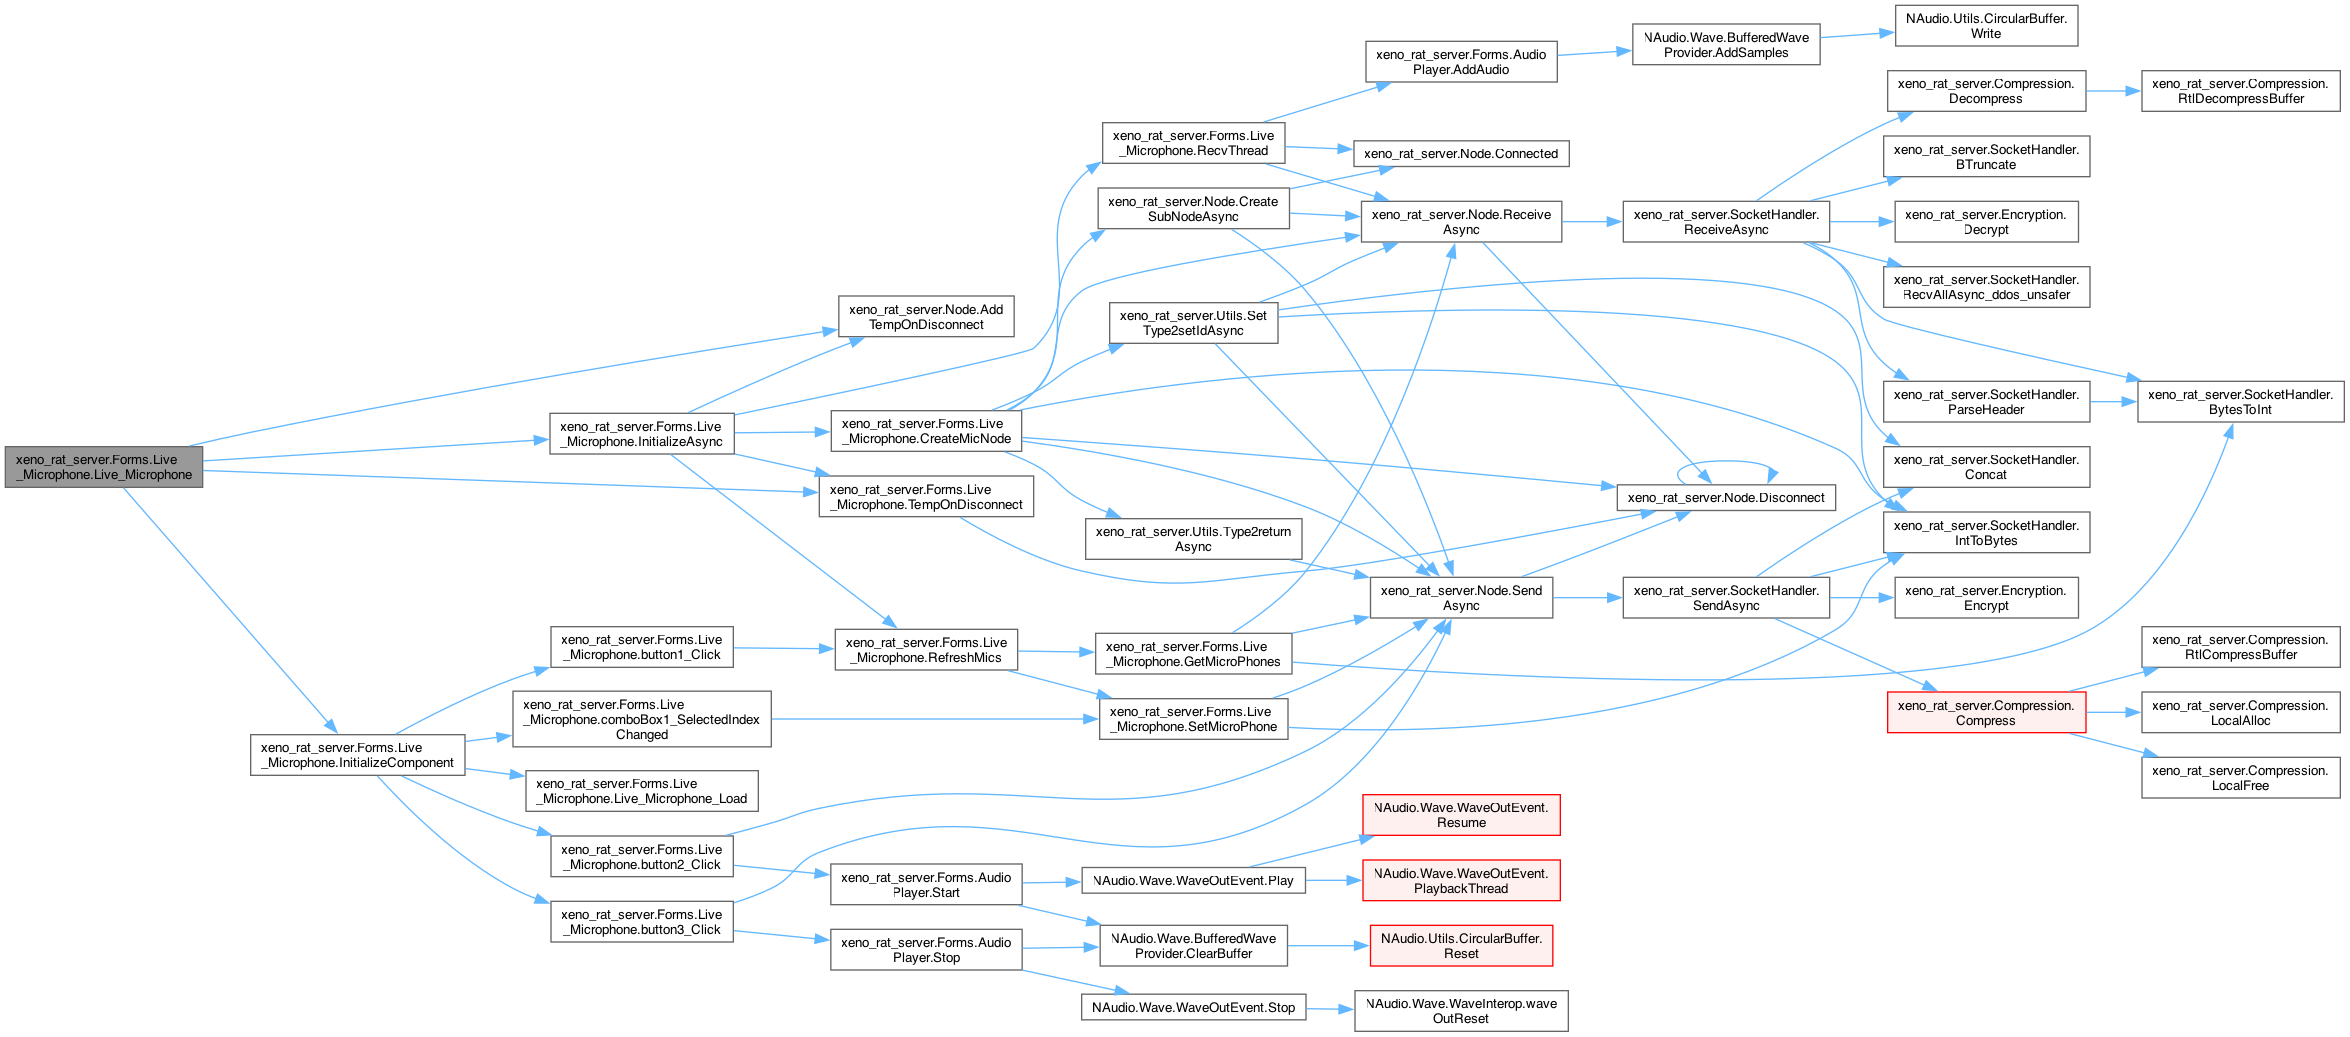 xeno_rat_server.Forms.Live
_Microphone.Live_Microphone
xeno_rat_server.Node.Add
TempOnDisconnect
xeno_rat_server.Forms.Live
_Microphone.InitializeAsync
xeno_rat_server.Forms.Live
_Microphone.TempOnDisconnect
xeno_rat_server.Forms.Live
_Microphone.InitializeComponent
xeno_rat_server.Forms.Live
_Microphone.CreateMicNode
xeno_rat_server.Forms.Live
_Microphone.RecvThread
xeno_rat_server.Node.Create
SubNodeAsync
xeno_rat_server.Utils.Set
Type2setIdAsync
xeno_rat_server.Utils.Type2return
Async
xeno_rat_server.Forms.Live
_Microphone.button1_Click
xeno_rat_server.Forms.Live
_Microphone.comboBox1_SelectedIndex
Changed
xeno_rat_server.Forms.Live
_Microphone.Live_Microphone_Load
xeno_rat_server.Forms.Live
_Microphone.button2_Click
xeno_rat_server.Forms.Live
_Microphone.button3_Click
xeno_rat_server.Forms.Live
_Microphone.RefreshMics
xeno_rat_server.Forms.Live
_Microphone.GetMicroPhones
xeno_rat_server.Forms.Live
_Microphone.SetMicroPhone
xeno_rat_server.Forms.Audio
Player.Start
xeno_rat_server.Forms.Audio
Player.Stop
NAudio.Wave.WaveOutEvent.Play
NAudio.Wave.BufferedWave
Provider.ClearBuffer
NAudio.Wave.WaveOutEvent.Stop
xeno_rat_server.Forms.Audio
Player.AddAudio
xeno_rat_server.Node.Connected
xeno_rat_server.Node.Receive
Async
xeno_rat_server.Node.Send
Async
NAudio.Wave.WaveOutEvent.
Resume
NAudio.Wave.WaveOutEvent.
PlaybackThread
NAudio.Utils.CircularBuffer.
Reset
NAudio.Wave.WaveInterop.wave
OutReset
NAudio.Wave.BufferedWave
Provider.AddSamples
xeno_rat_server.SocketHandler.
ReceiveAsync
xeno_rat_server.Node.Disconnect
xeno_rat_server.SocketHandler.
SendAsync
NAudio.Utils.CircularBuffer.
Write
xeno_rat_server.Compression.
Decompress
xeno_rat_server.SocketHandler.
BTruncate
xeno_rat_server.Encryption.
Decrypt
xeno_rat_server.SocketHandler.
RecvAllAsync_ddos_unsafer
xeno_rat_server.SocketHandler.
ParseHeader
xeno_rat_server.SocketHandler.
Concat
xeno_rat_server.SocketHandler.
IntToBytes
xeno_rat_server.Encryption.
Encrypt
xeno_rat_server.Compression.
Compress
xeno_rat_server.Compression.
RtlDecompressBuffer
xeno_rat_server.SocketHandler.
BytesToInt
xeno_rat_server.Compression.
RtlCompressBuffer
xeno_rat_server.Compression.
LocalAlloc
xeno_rat_server.Compression.
LocalFree